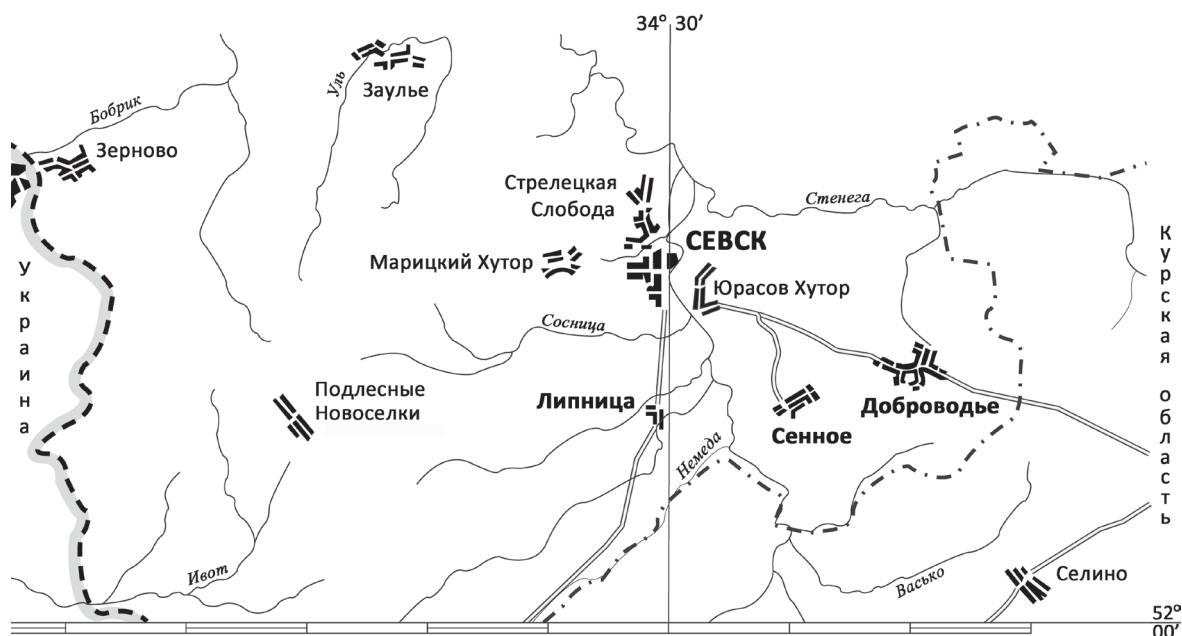 34° 30′
Уль
Заулье
Бобрик
Зерново
Стрелецкая
Слобода
Стенега
СЕВСК
Марицкий Хутор
Юрасов Хутор
Украина
Курская область
Сосница
Подлесные
Новоселки
Липница
Доброводье
Сенное
Немеда
Ивот
Васько
Селино
52°
00′